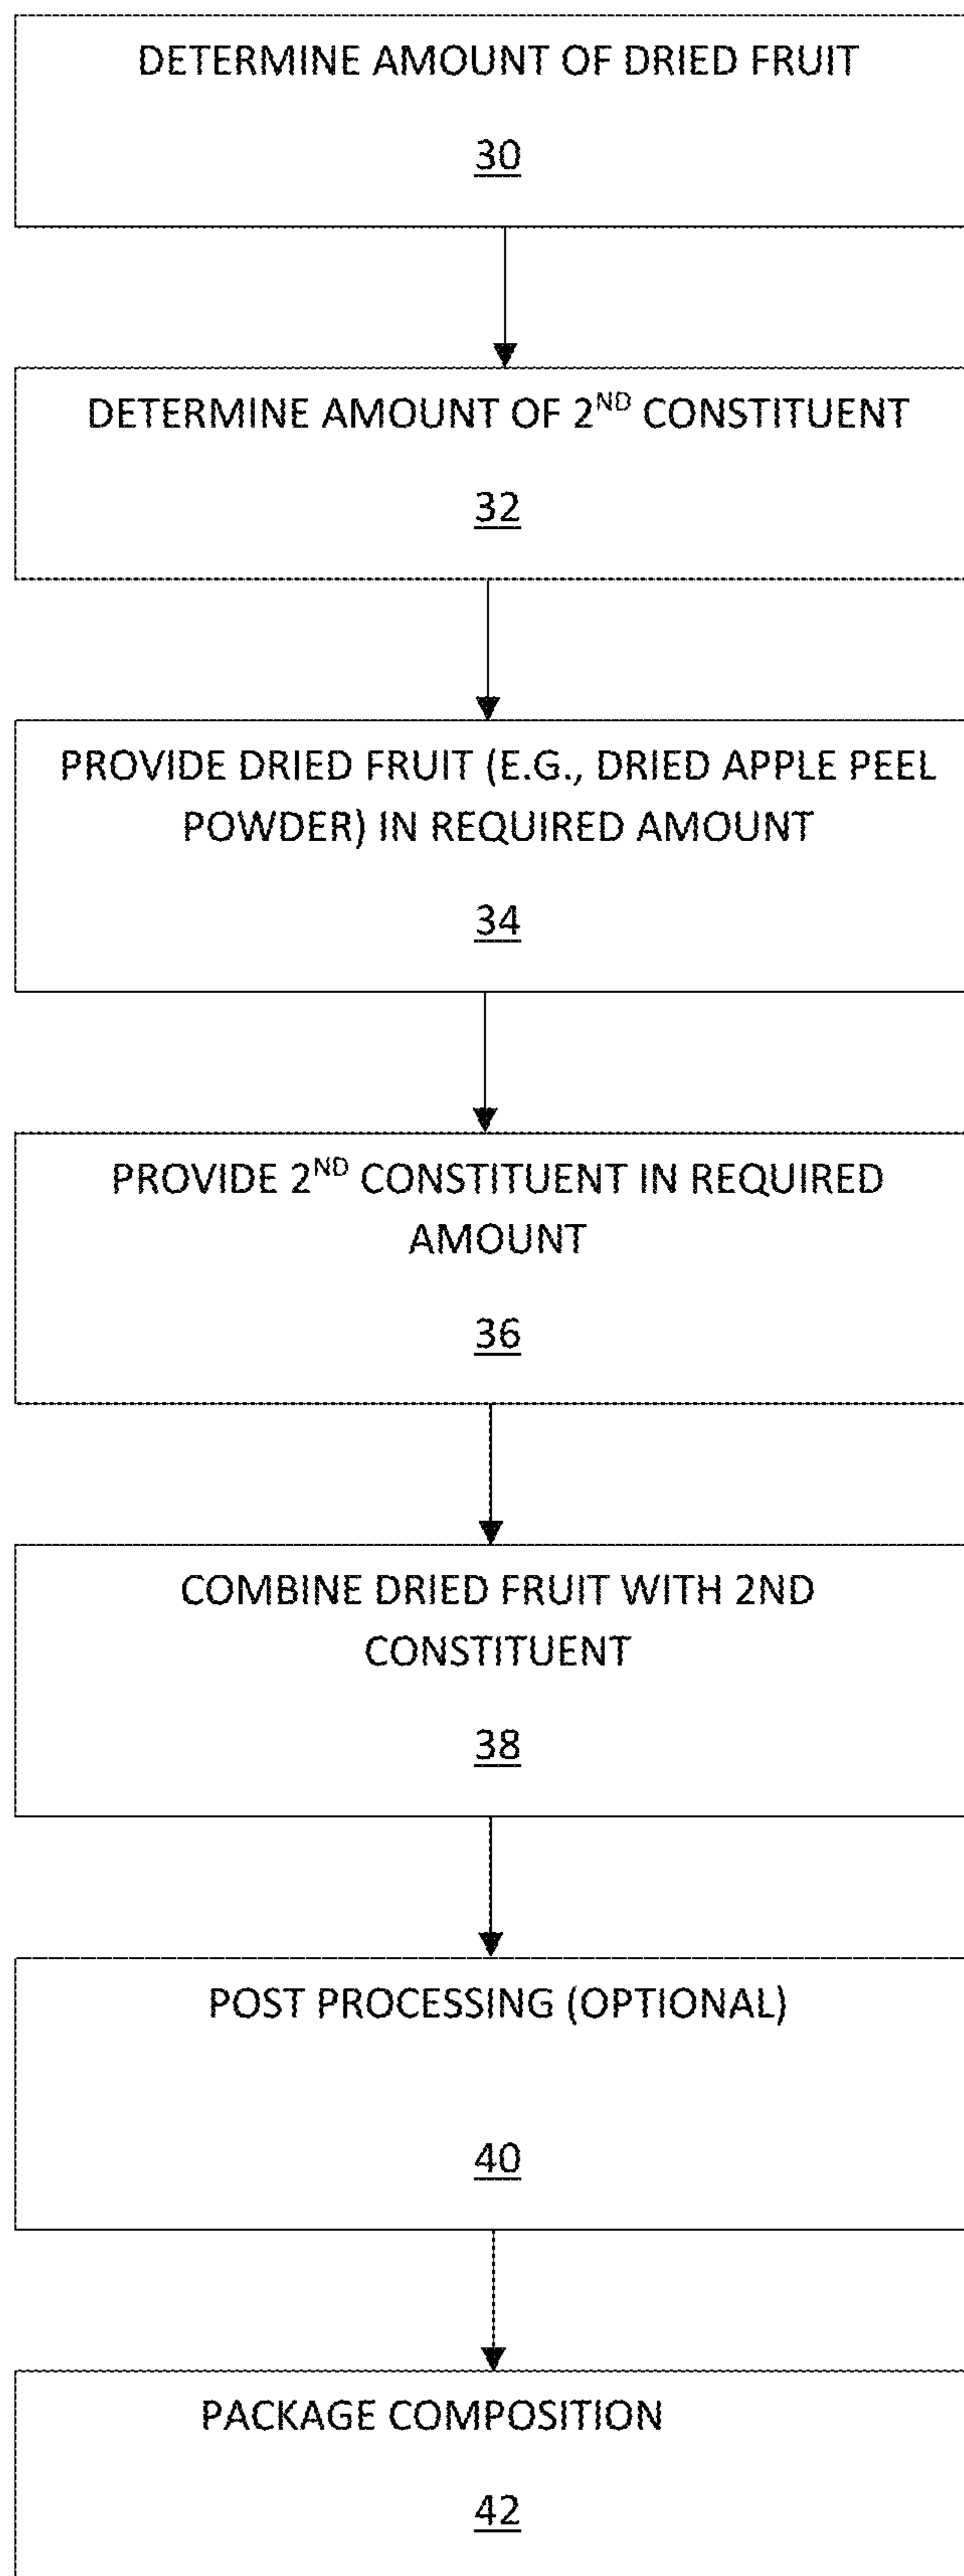 DETERMINE AMOUNT OF DRIED FRUIT
30
DETERMINE AMOUNT OF 2ND CONSTITUENT
32
PROVIDE DRIED FRUIT (E.G., DRIED APPLE PEEL
POWDER) IN REQUIRED AMOUNT
34
PROVIDE 2ND CONSTITUENT IN REQUIRED
AMOUNT
36
COMBINE DRIED FRUIT WITH 2ND
CONSTITUENT
38
POST PROCESSING (OPTIONAL)
40
PACKAGE COMPOSITION
42